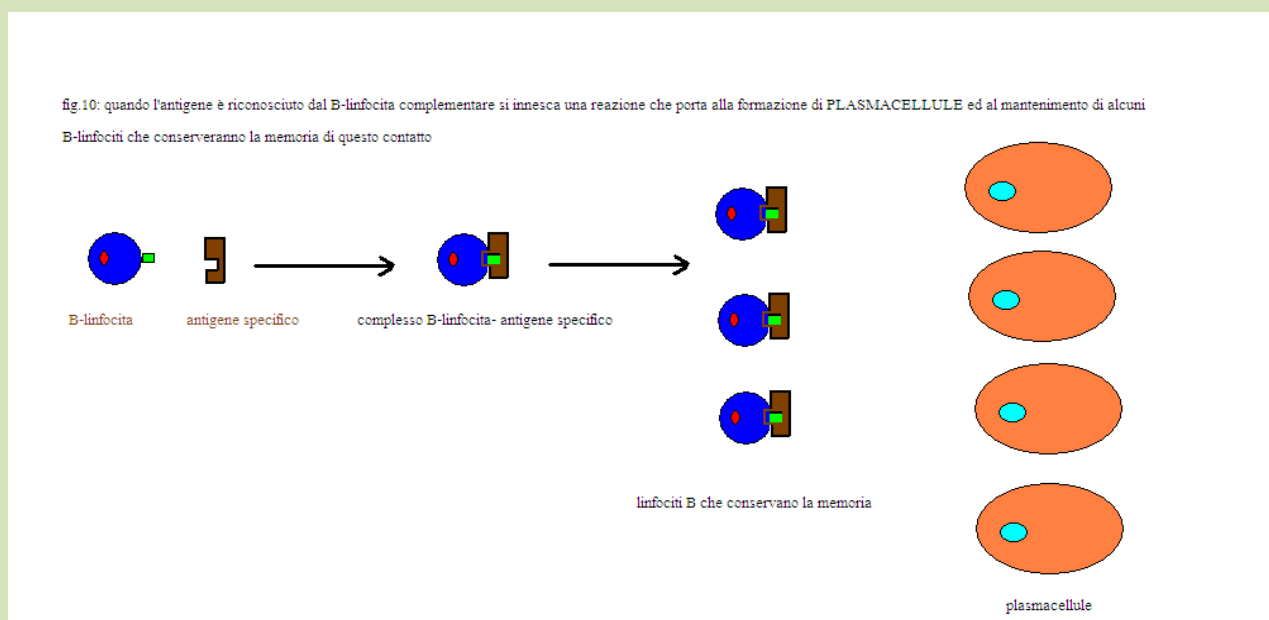 fig.10: quando l'antigene è riconosciuto dal B-linfocita complementare si innesca una reazione che porta alla formazione di PLASMACELLULE ed al mantenimento di alcuni
B-linfociti che conserveranno la memoria di questo contatto
B-linfocita
antigene specifico
complesso B-linfocita- antigene specifico
linfociti B che conservano la memoria
plasmacellule